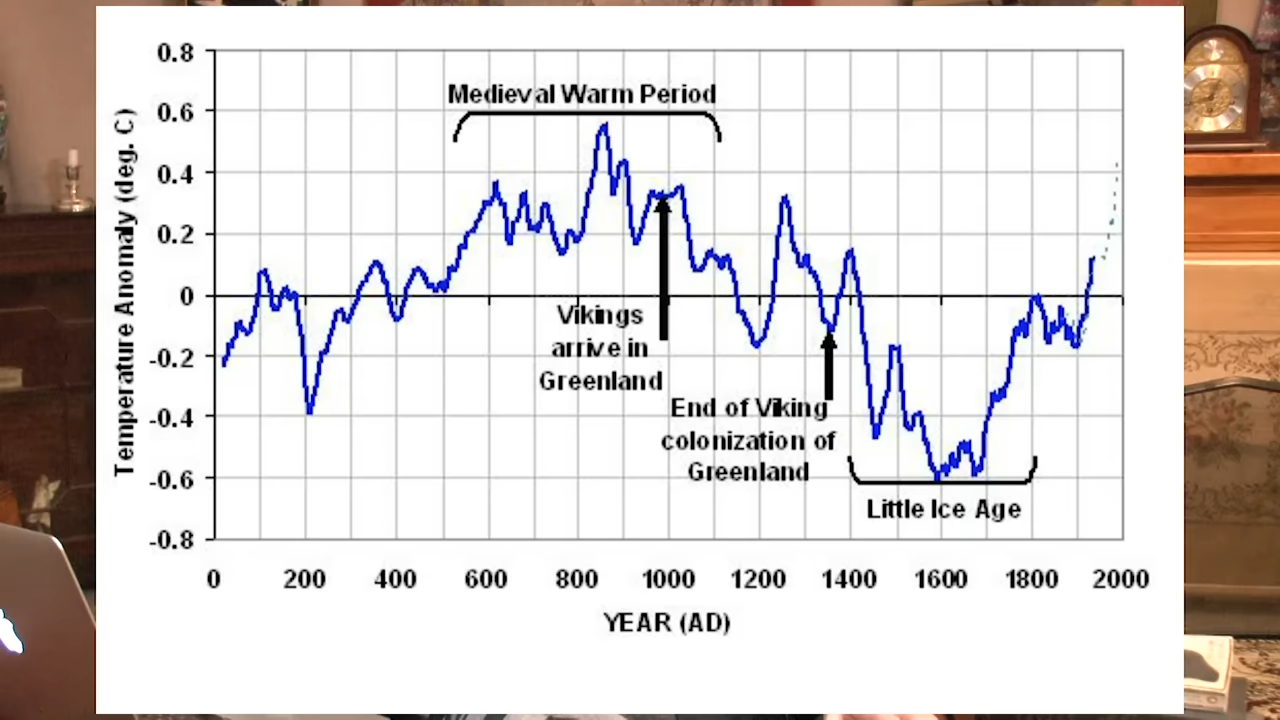 0.8
0.6
0.4
0.2
0
-0.2
-0.4
-0.6
-0.8
Temperature Anomaly (deg. C)
Medieval Warm Period
Vikings
arrive in
Greenland
End of Viking
colonization of
Greenland
Little Ice Age
0 200 400 600 800 1000 1200 1400 1600 1800 2000
YEAR (AD)